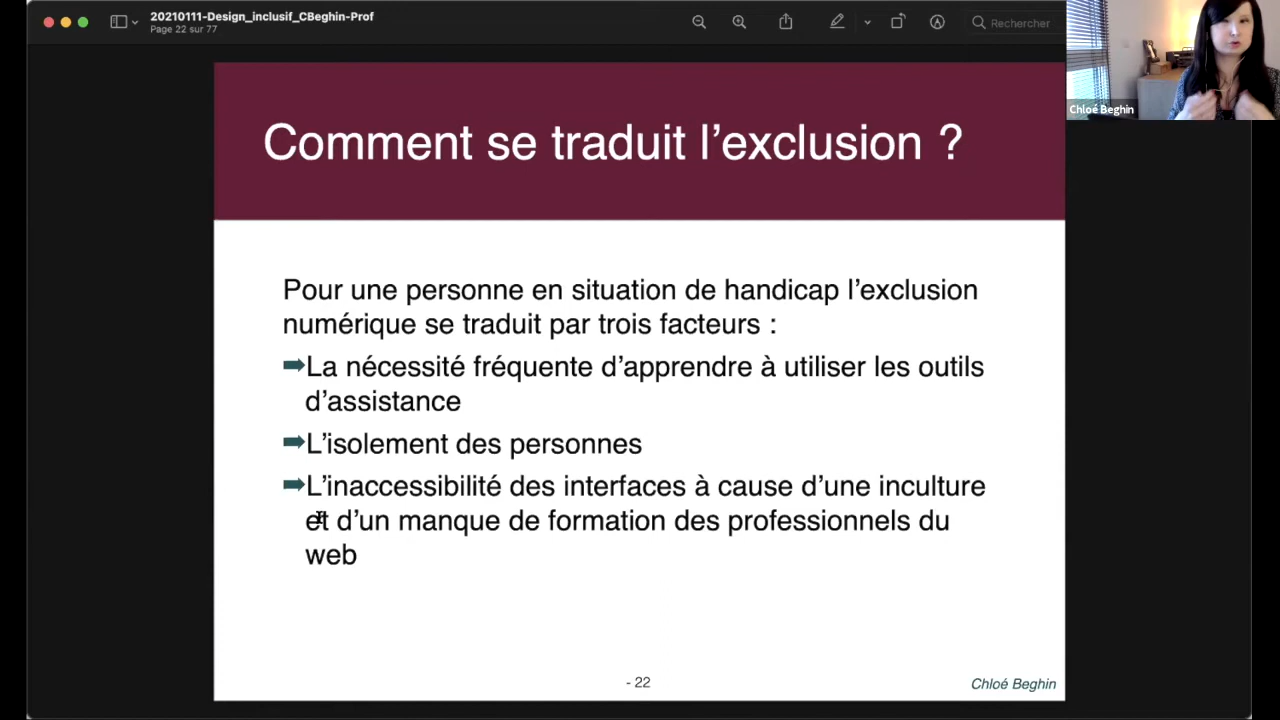 20210111-Design_inclusif_CBeghin-Prof
Page 22 sur 77
Rechercher
Chloé Beghin
Comment se traduit l’exclusion ?
Pour une personne en situation de handicap l’exclusion
numérique se traduit par trois facteurs :
➡La nécessité fréquente d’apprendre à utiliser les outils
d’assistance
➡L’isolement des personnes
➡L’inaccessibilité des interfaces à cause d’une inculture
et d’un manque de formation des professionnels du
web
- 22
Chloé Beghin